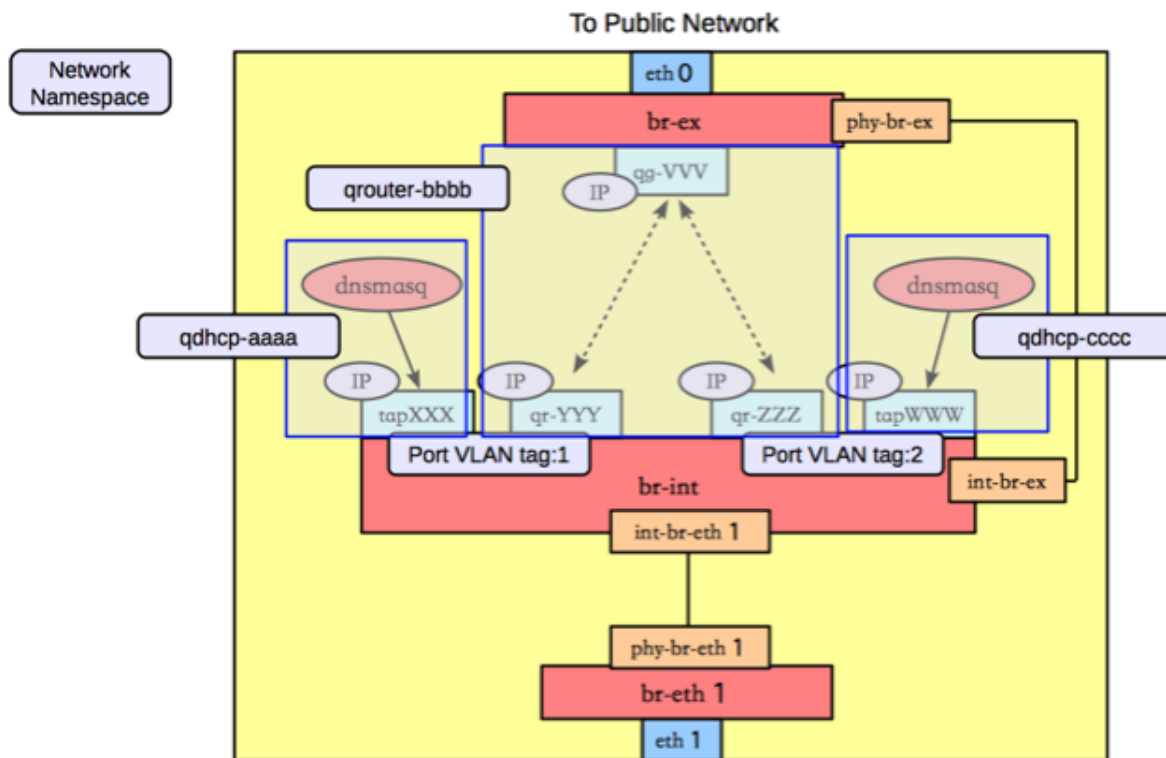 To Public Network
Network
Namespace
eth 0
br-ex
phy-br-ex
qrouter-bbbb
qg-VVV
IP
dnsmasq
dnsmasq
qdhcp-aaaa
qdhcp-cccc
IP
IP
IP
IP
tapXXX
qr-YYY
qr-ZZZ
tapWWW
Port VLAN tag:1
Port VLAN tag:2
br-int
int-br-ex
int-br-eth 1
phy-br-eth 1
br-eth 1
eth 1